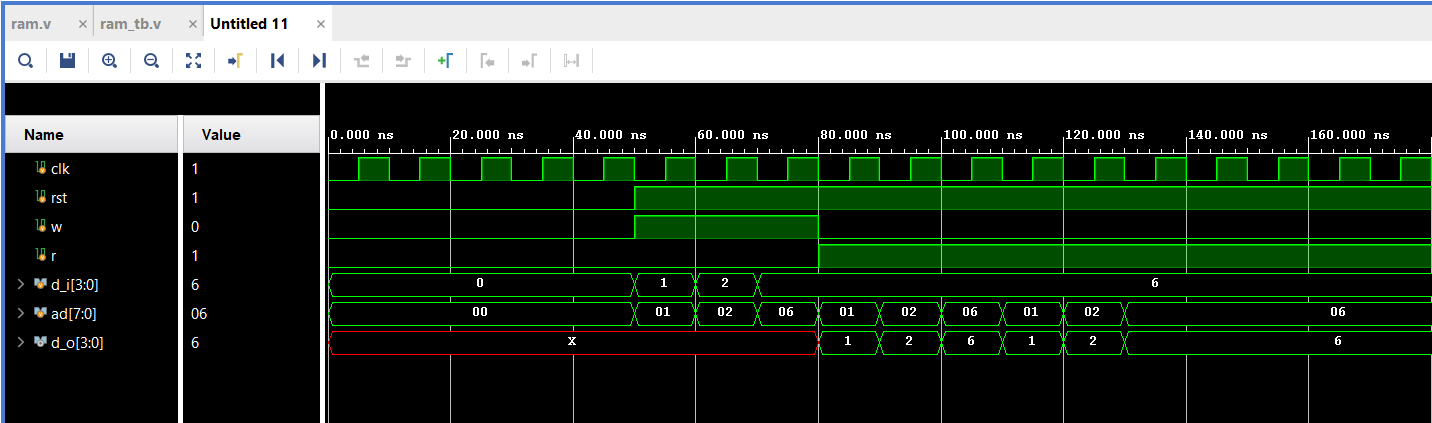 ram.v × ram_tb.v × Untitled 11 ×
Name Value
0.000 ns 20.000 ns 40.000 ns 60.000 ns 80.000 ns 100.000 ns 120.000 ns 140.000 ns 160.000 ns
clk 1
rst 1
w 0
r 1
d_i[3:0] 6 0 1 2 6
ad[7:0] 06 00 01 02 06 01 02 06 01 02 06
d_o[3:0] 6 X 1 2 6 1 2 6